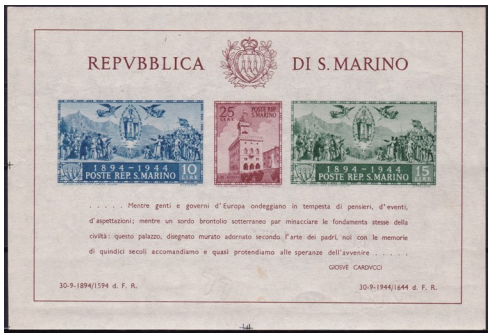 REPVBBLICA DI S. MARINO
1894-1944
10 LIRE
POSTE REP. S. MARINO
25 LIRE
POSTE REP.
S. MARINO
1894-1944
15 LIRE
POSTE REP. S. MARINO
. . . . . Mentre genti e governi d'Europa ondeggiano in tempesta di pensieri, d'eventi,
d'aspettazioni; mentre un sordo brontolio sotterraneo par minacciare le fondamenta stesse della
civiltà: questo palazzo, disegnato murato adornato secondo l'arte dei padri, noi con le memorie
di quindici secoli accomandiamo e quasi protendiamo alle speranze dell'avvenire . . . . .
GIOSVÈ CARDVCCI
30-9-1894/1594 d. F. R.
30-9-1944/1644 d. F. R.